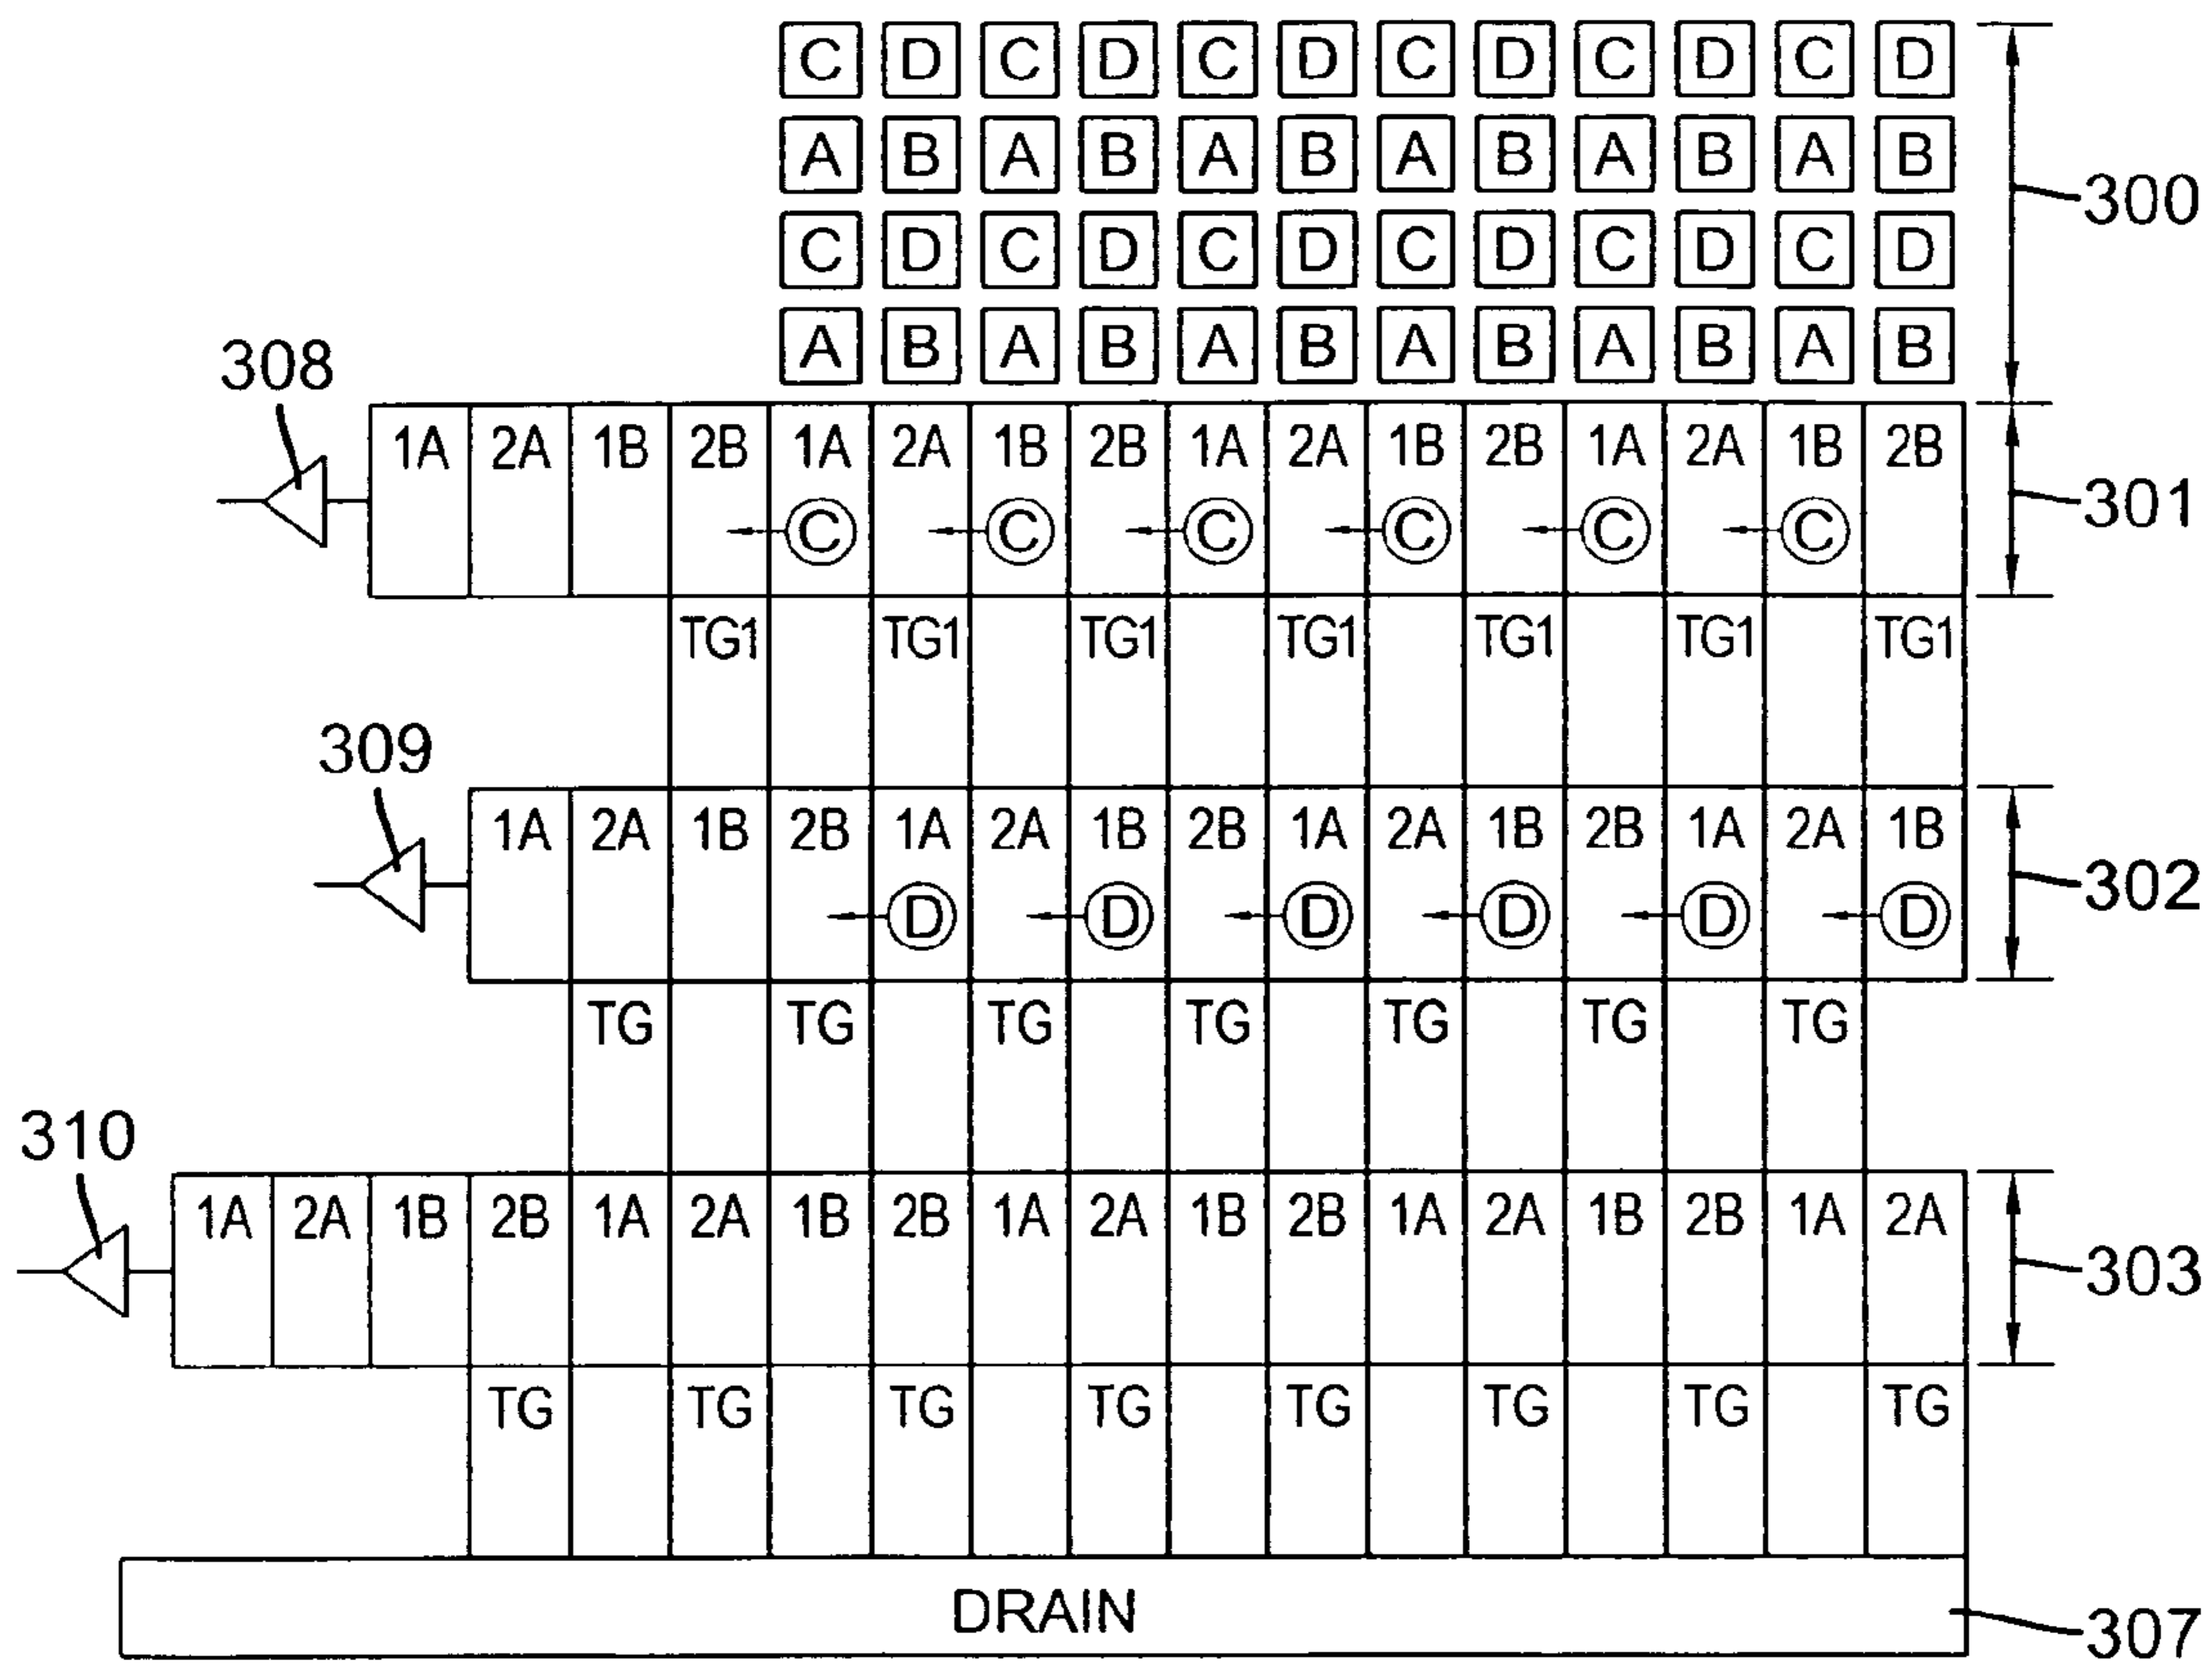 C D C D C D C D C D C D
A B A B A B A B A B A B
300
C D C D C D C D C D C D
A B A B A B A B A B A B
308
1A 2A 1B 2B 1A 2A 1B 2B 1A 2A 1B 2B 1A 2A 1B 2B
301
C C C C C C
TG1 TG1 TG1 TG1 TG1 TG1 TG1
309
1A 2A 1B 2B 1A 2A 1B 2B 1A 2A 1B 2B 1A 2A 1B
302
D D D D D D
TG TG TG TG TG TG TG
310
1A 2A 1B 2B 1A 2A 1B 2B 1A 2A 1B 2B 1A 2A 1B 2B 1A 2A
303
TG TG TG TG TG TG TG TG
DRAIN
307